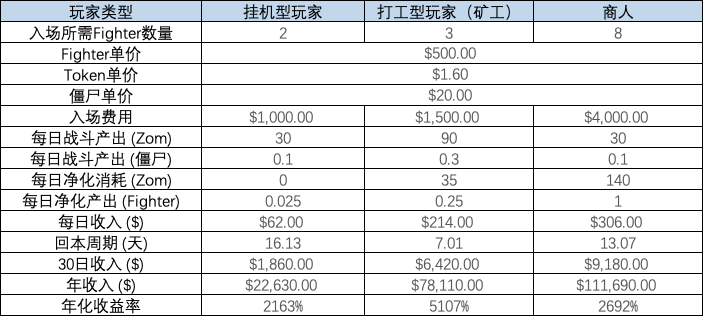 玩家类型 挂机型玩家 打工型玩家（矿工） 商人
入场所需Fighter数量 2 3 8
Fighter单价 $500.00
Token单价 $1.60
僵尸单价 $20.00
入场费用 $1,000.00 $1,500.00 $4,000.00
每日战斗产出 (Zom) 30 90 30
每日战斗产出 (僵尸) 0.1 0.3 0.1
每日净化消耗 (Zom) 0 35 140
每日净化产出 (Fighter) 0.025 0.25 1
每日收入 ($) $62.00 $214.00 $306.00
回本周期 (天) 16.13 7.01 13.07
30日收入 ($) $1,860.00 $6,420.00 $9,180.00
年收入 ($) $22,630.00 $78,110.00 $111,690.00
年化收益率 2163% 5107% 2692%